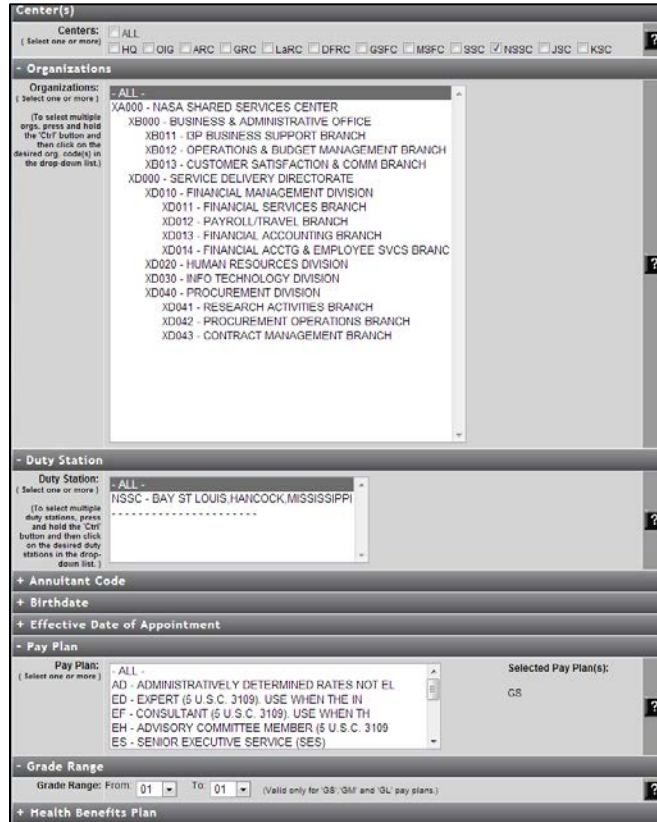 Center(s)
Centers:
( Select one or more)
ALL
HQ OIG ARC GRC LaRC DFRC GSFC MSFC SSC NSSC JSC KSC
?
- Organizations
Organizations:
( Select one or more )
(To select multiple
orgs, press and hold
the 'Ctrl' button and
then click on the
desired org. code(s) in
the drop-down list.)
- ALL -
XA000 - NASA SHARED SERVICES CENTER
XB000 - BUSINESS & ADMINISTRATIVE OFFICE
XB011 - I3P BUSINESS SUPPORT BRANCH
XB012 - OPERATIONS & BUDGET MANAGEMENT BRANCH
XB013 - CUSTOMER SATISFACTION & COMM BRANCH
XD000 - SERVICE DELIVERY DIRECTORATE
XD010 - FINANCIAL MANAGEMENT DIVISION
XD011 - FINANCIAL SERVICES BRANCH
XD012 - PAYROLL/TRAVEL BRANCH
XD013 - FINANCIAL ACCOUNTING BRANCH
XD014 - FINANCIAL ACCTG & EMPLOYEE SVCS BRANC
XD020 - HUMAN RESOURCES DIVISION
XD030 - INFO TECHNOLOGY DIVISION
XD040 - PROCUREMENT DIVISION
XD041 - RESEARCH ACTIVITIES BRANCH
XD042 - PROCUREMENT OPERATIONS BRANCH
XD043 - CONTRACT MANAGEMENT BRANCH
?
- Duty Station
Duty Station:
( Select one or more )
(To select multiple
duty stations, press
and hold the 'Ctrl'
button and then click
on the desired duty
stations in the drop-
down list. )
- ALL -
NSSC - BAY ST LOUIS,HANCOCK,MISSISSIPPI
- - - - - - - - - - - - - - - - - - - - - -
?
+ Annuitant Code
+ Birthdate
+ Effective Date of Appointment
- Pay Plan
Pay Plan:
( Select one or more )
- ALL -
AD - ADMINISTRATIVELY DETERMINED RATES NOT EL
ED - EXPERT (5 U.S.C. 3109). USE WHEN THE IN
EF - CONSULTANT (5 U.S.C. 3109). USE WHEN TH
EH - ADVISORY COMMITTEE MEMBER (5 U.S.C. 3109
ES - SENIOR EXECUTIVE SERVICE (SES)
Selected Pay Plan(s):
GS
?
- Grade Range
Grade Range: From: 01 To: 01 (Valid only for 'GS','GM' and 'GL' pay plans.)
?
+ Health Benefits Plan